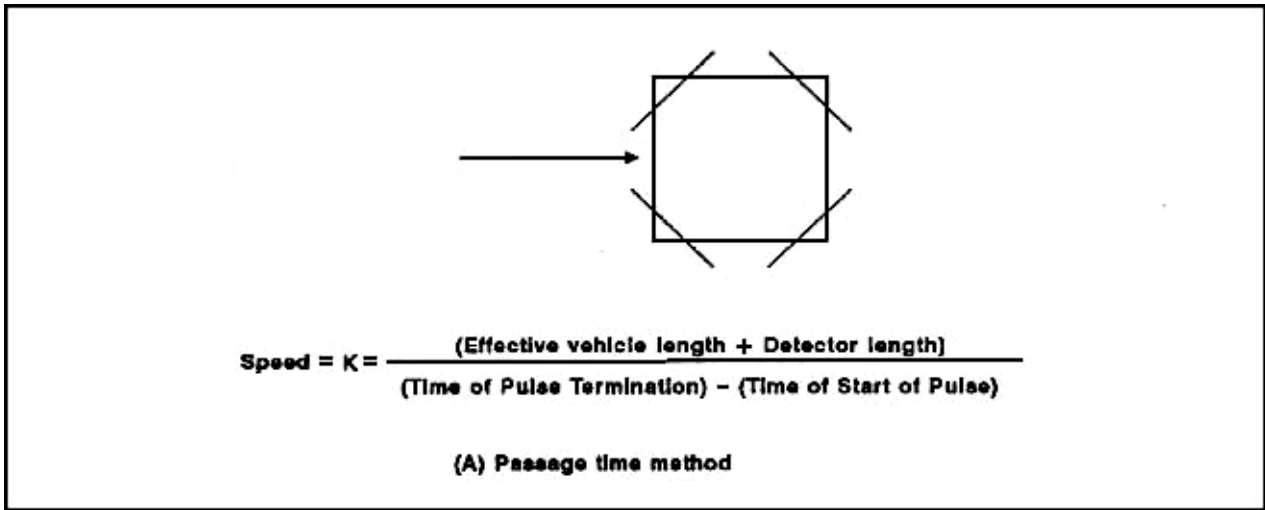 (Effective vehicle length + Detector length)
Speed = K =
(Time of Pulse Termination) - (Time of Start of Pulse)
(A) Passage time method